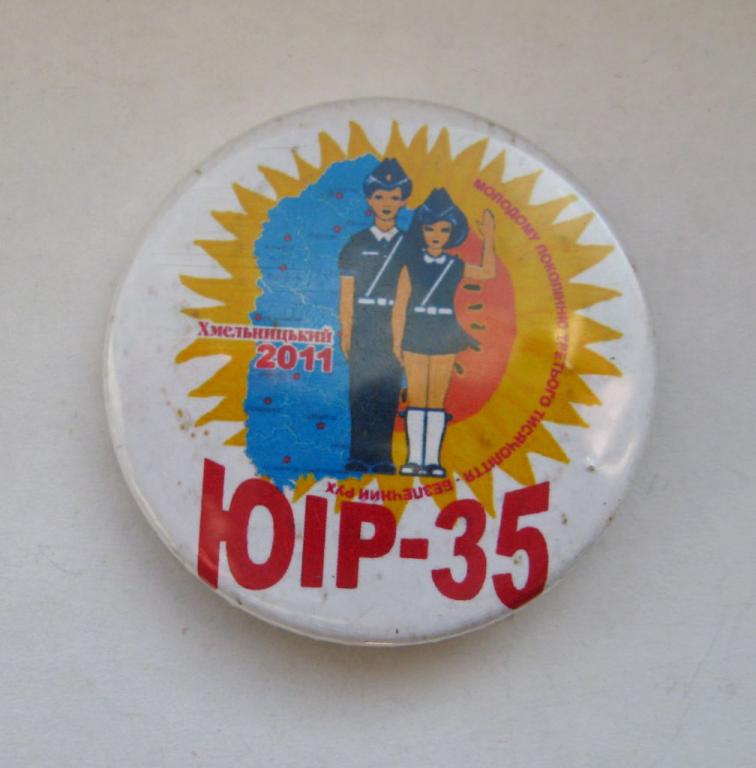 МОЛОДОМУ ПОКОЛІННЮ ТРЕТЬОГО ТИСЯЧОЛІТТЯ - БЕЗПЕЧНИЙ РУХ
Хмельницький
2011
ЮІР-35